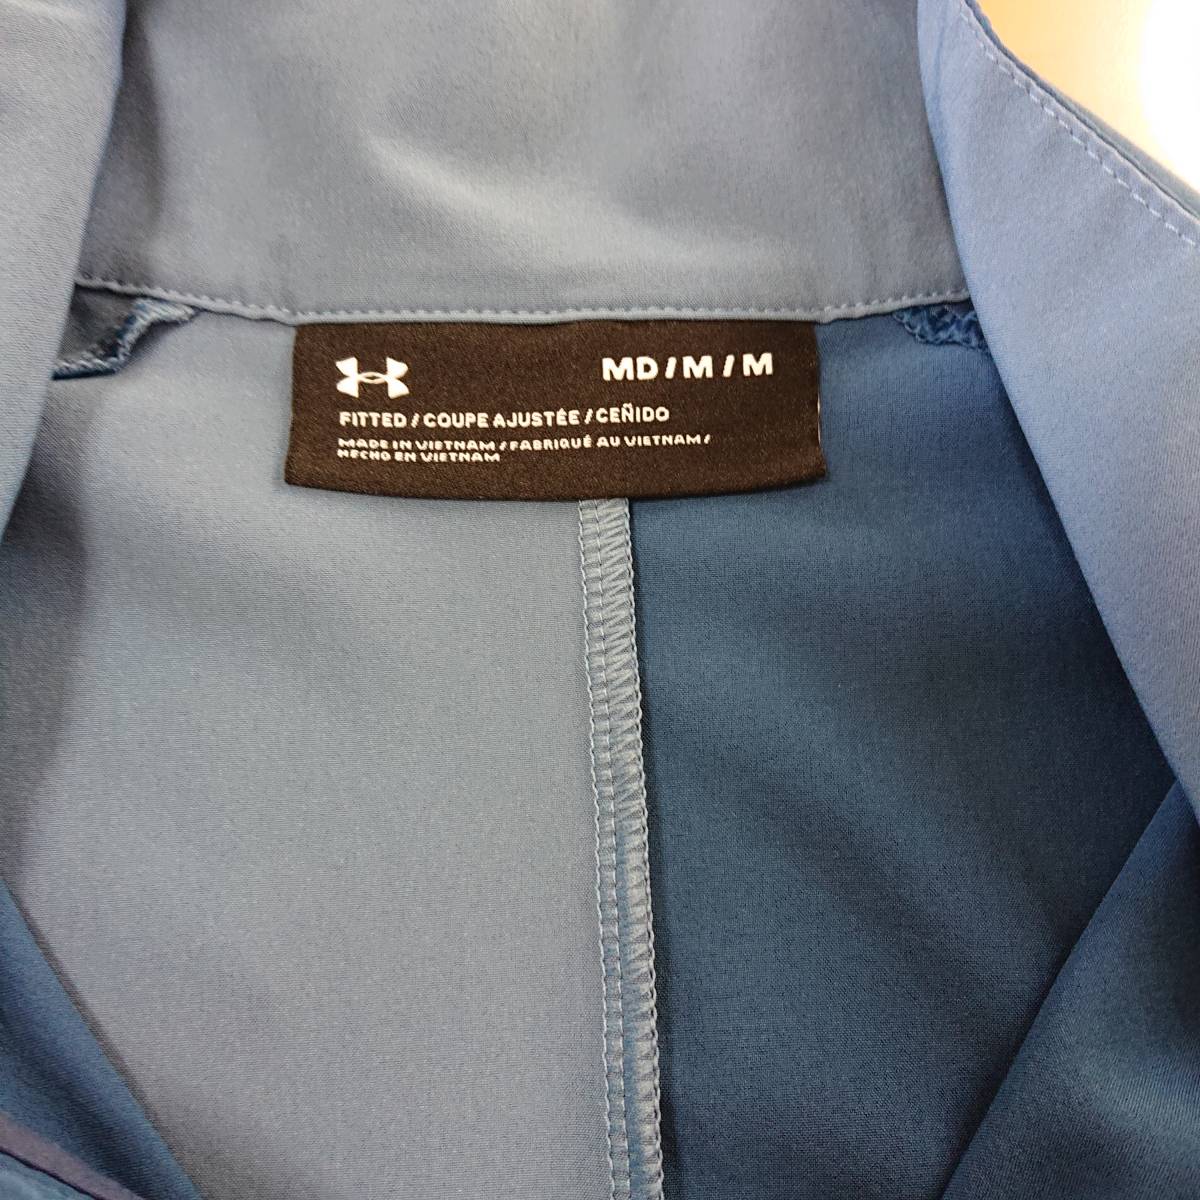 MD / M / M
FITTED / COUPE AJUSTÉE / CEÑIDO
MADE IN VIETNAM / FABRIQUÉ AU VIETNAM /
HECHO EN VIETNAM